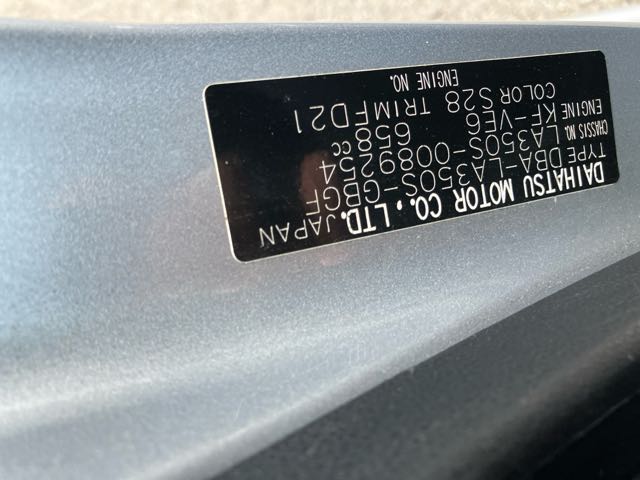 DAIHATSU MOTOR CO., LTD. JAPAN
TYPE DBA-LA350S-GBGF
CHASSIS NO. LA350S-0089254
ENGINE KF-VE6 658cc
COLOR S28 TRIM FD21
ENGINE NO.